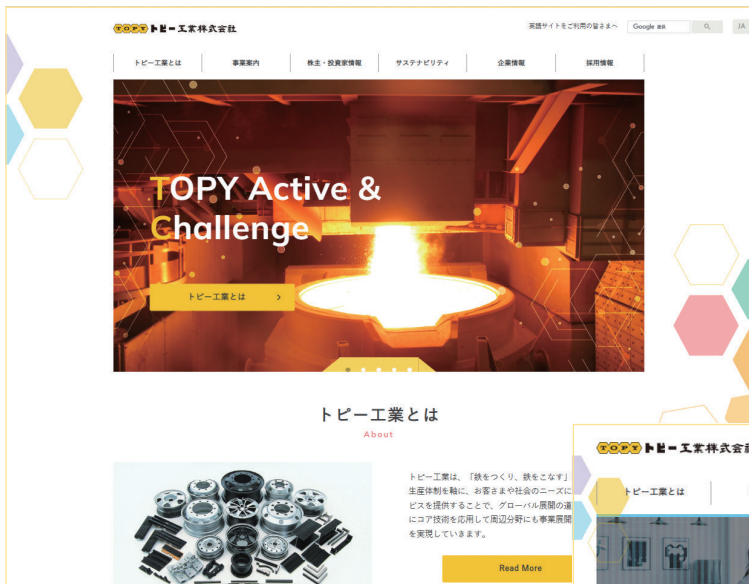 TOPY トピー工業株式会社
英語サイトをご利用の皆さまへ
Google 提供
JA
トピー工業とは
事業案内
株主・投資家情報
サステナビリティ
企業情報
採用情報
TOPY Active &
Challenge
トピー工業とは
トピー工業とは
About
トピー工業は、「鉄をつくり、鉄をこなす」
生産体制を軸に、お客さまや社会のニーズに
ビスを提供することで、グローバル展開の道
にコア技術を応用して周辺分野にも事業展開
を実現していきます。
Read More
TOPY トピー工業株式会
トピー工業とは